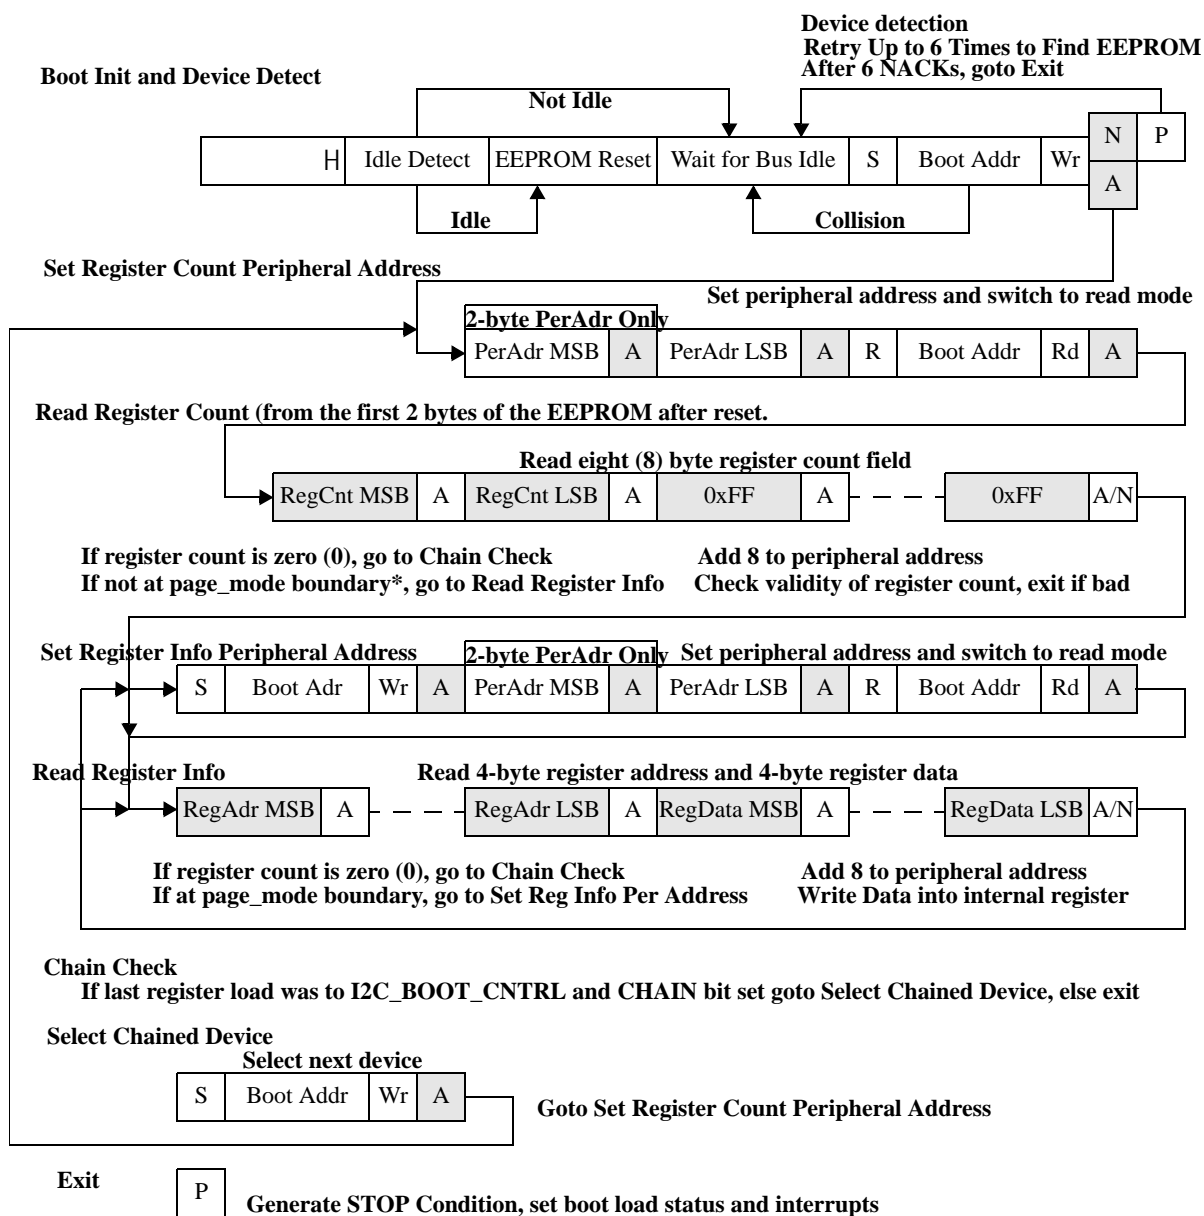 Device detection
Retry Up to 6 Times to Find EEPROM
After 6 NACKs, goto Exit
Boot Init and Device Detect
Not Idle
H Idle Detect EEPROM Reset Wait for Bus Idle S Boot Addr Wr N P
A
Idle Collision
Set Register Count Peripheral Address
Set peripheral address and switch to read mode
2-byte PerAdr Only
PerAdr MSB A PerAdr LSB A R Boot Addr Rd A
Read Register Count (from the first 2 bytes of the EEPROM after reset.
Read eight (8) byte register count field
RegCnt MSB A RegCnt LSB A 0xFF A 0xFF A/N
If register count is zero (0), go to Chain Check Add 8 to peripheral address
If not at page_mode boundary*, go to Read Register Info Check validity of register count, exit if bad
Set Register Info Peripheral Address 2-byte PerAdr Only Set peripheral address and switch to read mode
S Boot Adr Wr A PerAdr MSB A PerAdr LSB A R Boot Addr Rd A
Read Register Info Read 4-byte register address and 4-byte register data
RegAdr MSB A RegAdr LSB A RegData MSB A RegData LSB A/N
If register count is zero (0), go to Chain Check Add 8 to peripheral address
If at page_mode boundary, go to Set Reg Info Per Address Write Data into internal register
Chain Check
If last register load was to I2C_BOOT_CNTRL and CHAIN bit set goto Select Chained Device, else exit
Select Chained Device
Select next device
S Boot Addr Wr A
Goto Set Register Count Peripheral Address
Exit P
Generate STOP Condition, set boot load status and interrupts